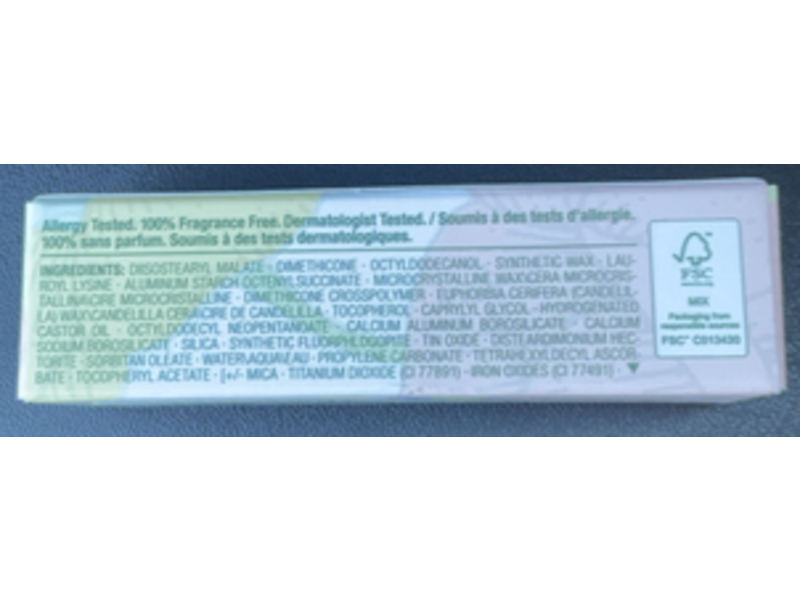 Allergy Tested. 100% Fragrance Free. Dermatologist Tested. / Soumis à des tests d'allergie.
100% sans parfum. Soumis à des tests dermatologiques.
INGREDIENTS: DIISOSTEARYL MALATE · DIMETHICONE · OCTYLDODECANOL · SYNTHETIC WAX · LAU-
ROYL LYSINE · ALUMINUM STARCH OCTENYLSUCCINATE · MICROCRYSTALLINE WAX\CERA MICROCRIS-
TALLINA\CIRE MICROCRISTALLINE · DIMETHICONE CROSSPOLYMER · EUPHORBIA CERIFERA (CANDELIL-
LA) WAX\CANDELILLA CERA\CIRE DE CANDELILLA · TOCOPHEROL · CAPRYLYL GLYCOL · HYDROGENATED
CASTOR OIL · OCTYLDODECYL NEOPENTANOATE · CALCIUM ALUMINUM BOROSILICATE · CALCIUM
SODIUM BOROSILICATE · SILICA · SYNTHETIC FLUORPHLOGOPITE · TIN OXIDE · DISTEARDIMONIUM HEC-
TORITE · SORBITAN OLEATE · WATER\AQUA\EAU · PROPYLENE CARBONATE · TETRAHEXYLDECYL ASCOR-
BATE · TOCOPHERYL ACETATE · [+/- MICA · TITANIUM DIOXIDE (CI 77891) · IRON OXIDES (CI 77491) ·
FSC
MIX
Packaging from
responsible sources
FSC® C013430